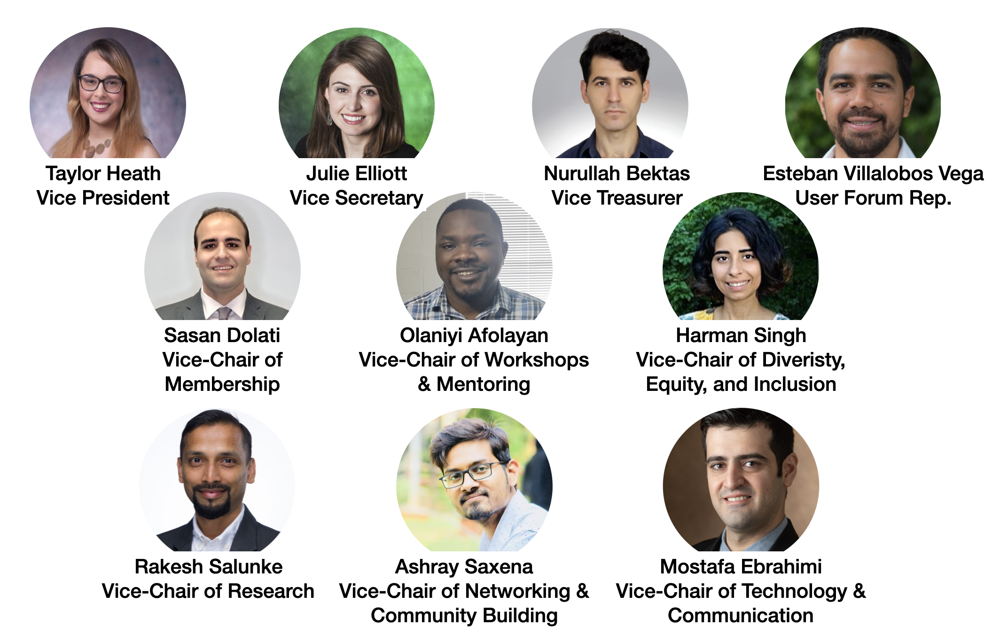 Taylor Heath
Vice President
Julie Elliott
Vice Secretary
Nurullah Bektas
Vice Treasurer
Esteban Villalobos Vega
User Forum Rep.
Sasan Dolati
Vice-Chair of
Membership
Olaniyi Afolayan
Vice-Chair of Workshops
& Mentoring
Harman Singh
Vice-Chair of Diveristy,
Equity, and Inclusion
Rakesh Salunke
Vice-Chair of Research
Ashray Saxena
Vice-Chair of Networking &
Community Building
Mostafa Ebrahimi
Vice-Chair of Technology &
Communication